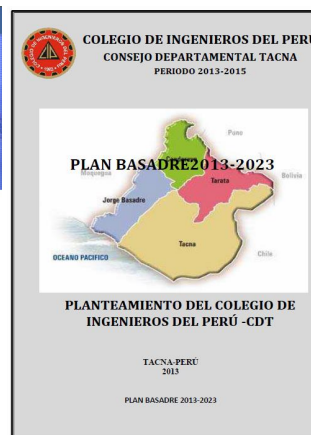 COLEGIO DE INGENIEROS DEL PERÚ
CONSEJO DEPARTAMENTAL TACNA
PERIODO 2013-2015
Puno
PLAN BASADRE2013-2023
Moquegua
Tarata
Bolivia
Jorge Basadre
Tacna
Chile
OCEANO PACIFICO
PLANTEAMIENTO DEL COLEGIO DE
INGENIEROS DEL PERÚ -CDT
TACNA-PERÚ
2013
PLAN BASADRE 2013-2023